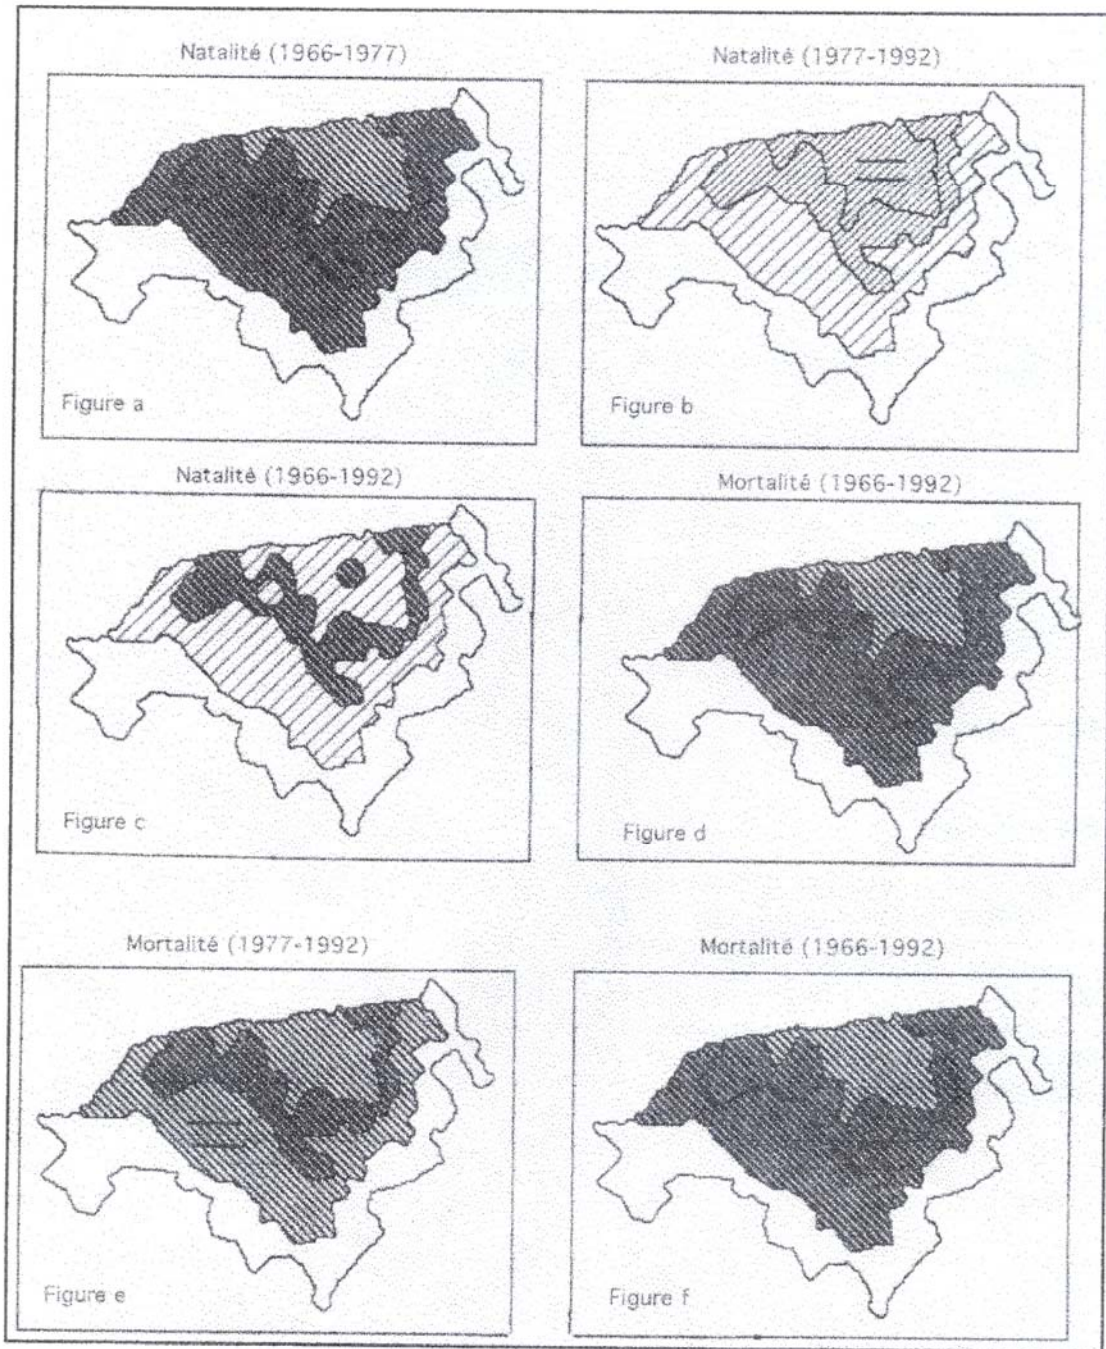 Natalité (1966-1977)
Natalité (1977-1992)
Figure a
Figure b
Natalité (1966-1992)
Mortalité (1966-1992)
Figure c
Figure d
Mortalité (1977-1992)
Mortalité (1966-1992)
Figure e
Figure f